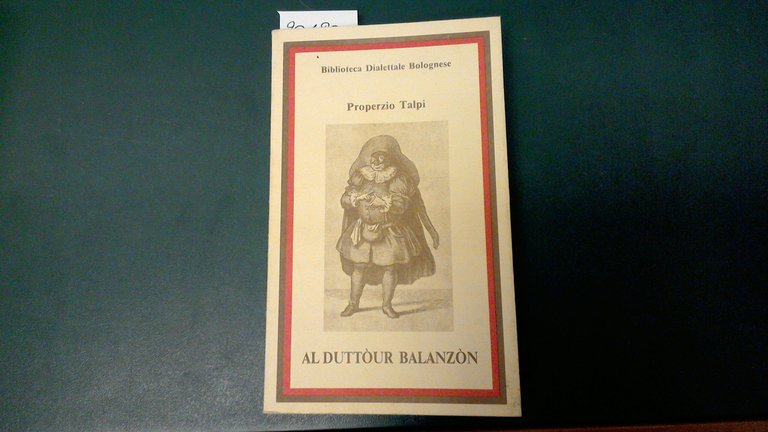 Biblioteca Dialettale Bolognese
Properzio Talpi
AL DUTTÒUR BALANZÒN